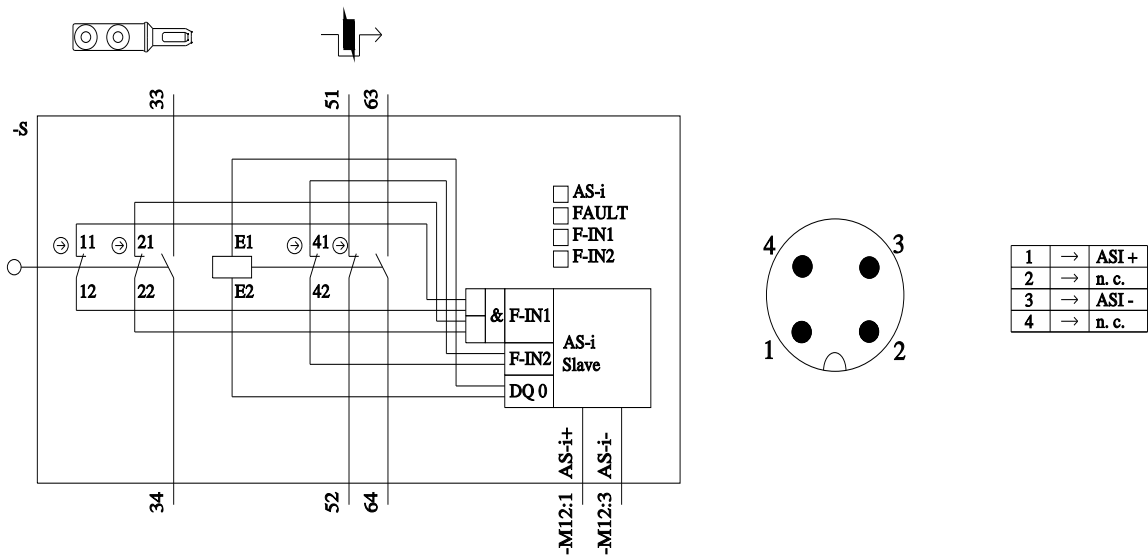 33
51 63
-S
AS-i
FAULT
F-IN1
F-IN2
11 21 E1 41
12 22 E2 42
& F-IN1
F-IN2
DQ 0
AS-i
Slave
34
52 64
-M12:1 AS-i+
-M12:3 AS-i-
4 3
1 2
1 → ASI +
2 → n. c.
3 → ASI -
4 → n. c.